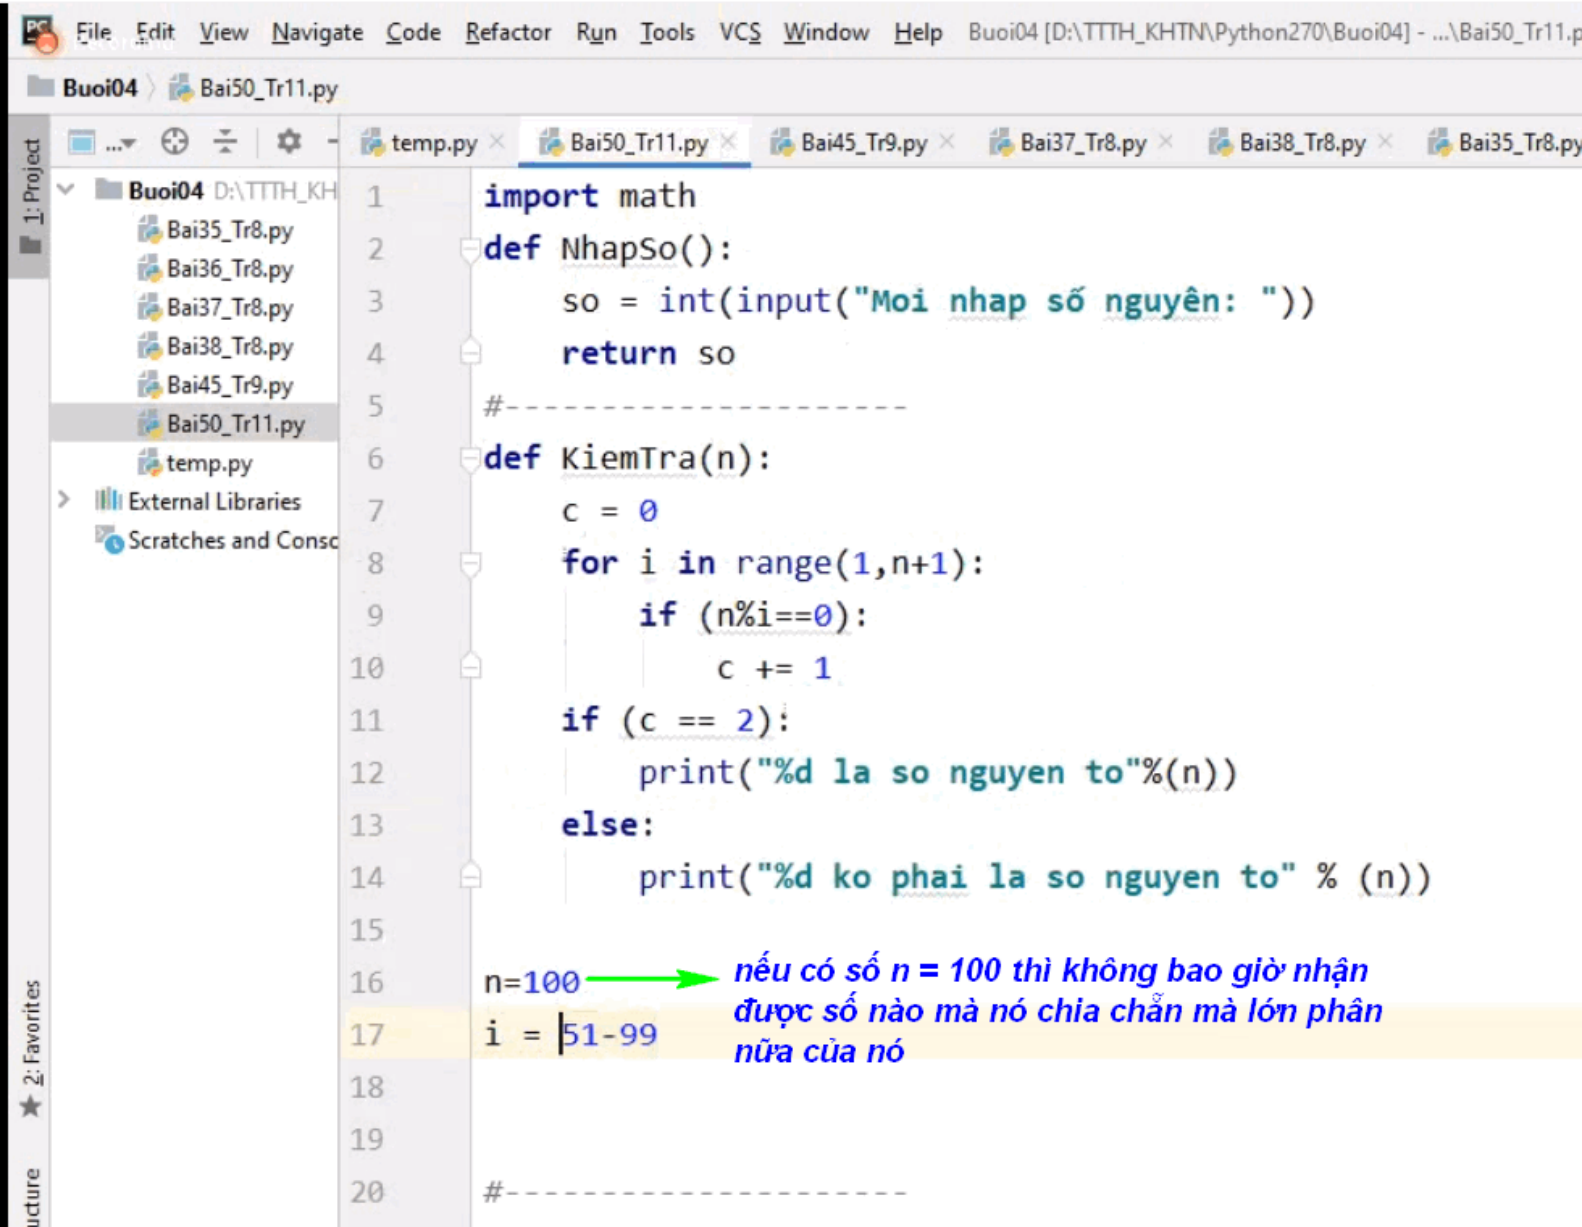 File Edit View Navigate Code Refactor Run Tools VCS Window Help Buoi04 [D:\TTTH_KHTN\Python270\Buoi04] - ...\Bai50_Tr11.p
Buoi04 Bai50_Tr11.py
1: Project
... temp.py Bai50_Tr11.py Bai45_Tr9.py Bai37_Tr8.py Bai38_Tr8.py Bai35_Tr8.py
Buoi04 D:\TTTH_KH
Bai35_Tr8.py
Bai36_Tr8.py
Bai37_Tr8.py
Bai38_Tr8.py
Bai45_Tr9.py
Bai50_Tr11.py
temp.py
External Libraries
Scratches and Consc
1 import math
2 def NhapSo():
3 so = int(input("Moi nhap số nguyên: "))
4 return so
5 #---------------------
6 def KiemTra(n):
7 c = 0
8 for i in range(1,n+1):
9 if (n%i==0):
10 c += 1
11 if (c == 2):
12 print("%d la so nguyen to"%(n))
13 else:
14 print("%d ko phai la so nguyen to" % (n))
15
16 n=100
17 i = 51-99
18
19
20 #---------------------
nếu có số n = 100 thì không bao giờ nhận
được số nào mà nó chia chẵn mà lớn phân
nữa của nó
2: Favorites
ucture